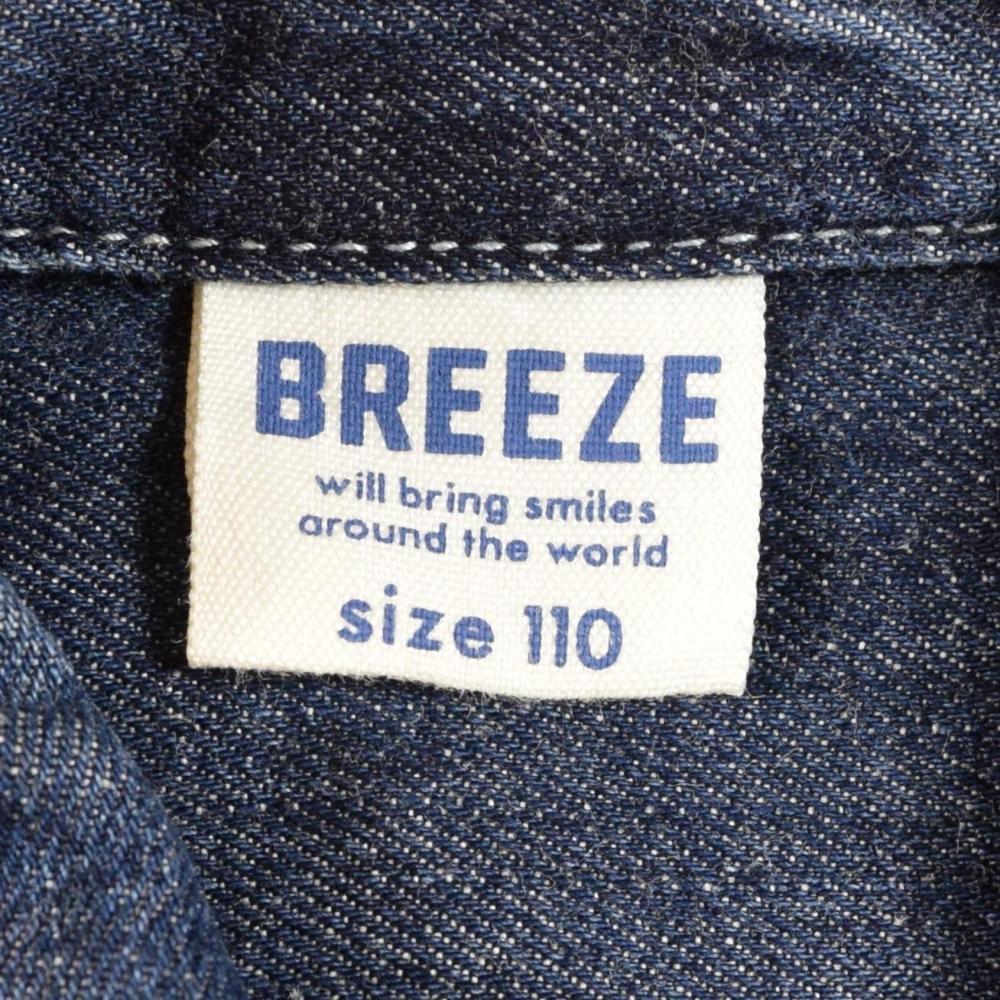 BREEZE
will bring smiles
around the world
size 110